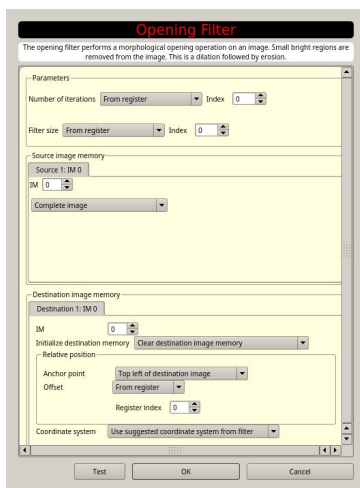 Opening Filter
The opening filter performs a morphological opening operation on an image. Small bright regions are
removed from the image. This is a dilation followed by erosion.
Parameters
Number of iterations From register Index 0
Filter size From register Index 0
Source image memory
Source 1: IM 0
IM 0
Complete image
Destination image memory
Destination 1: IM 0
IM 0
Initialize destination memory Clear destination image memory
Relative position
Anchor point Top left of destination image
Offset From register
Register index 0
Coordinate system Use suggested coordinate system from filter
Test OK Cancel